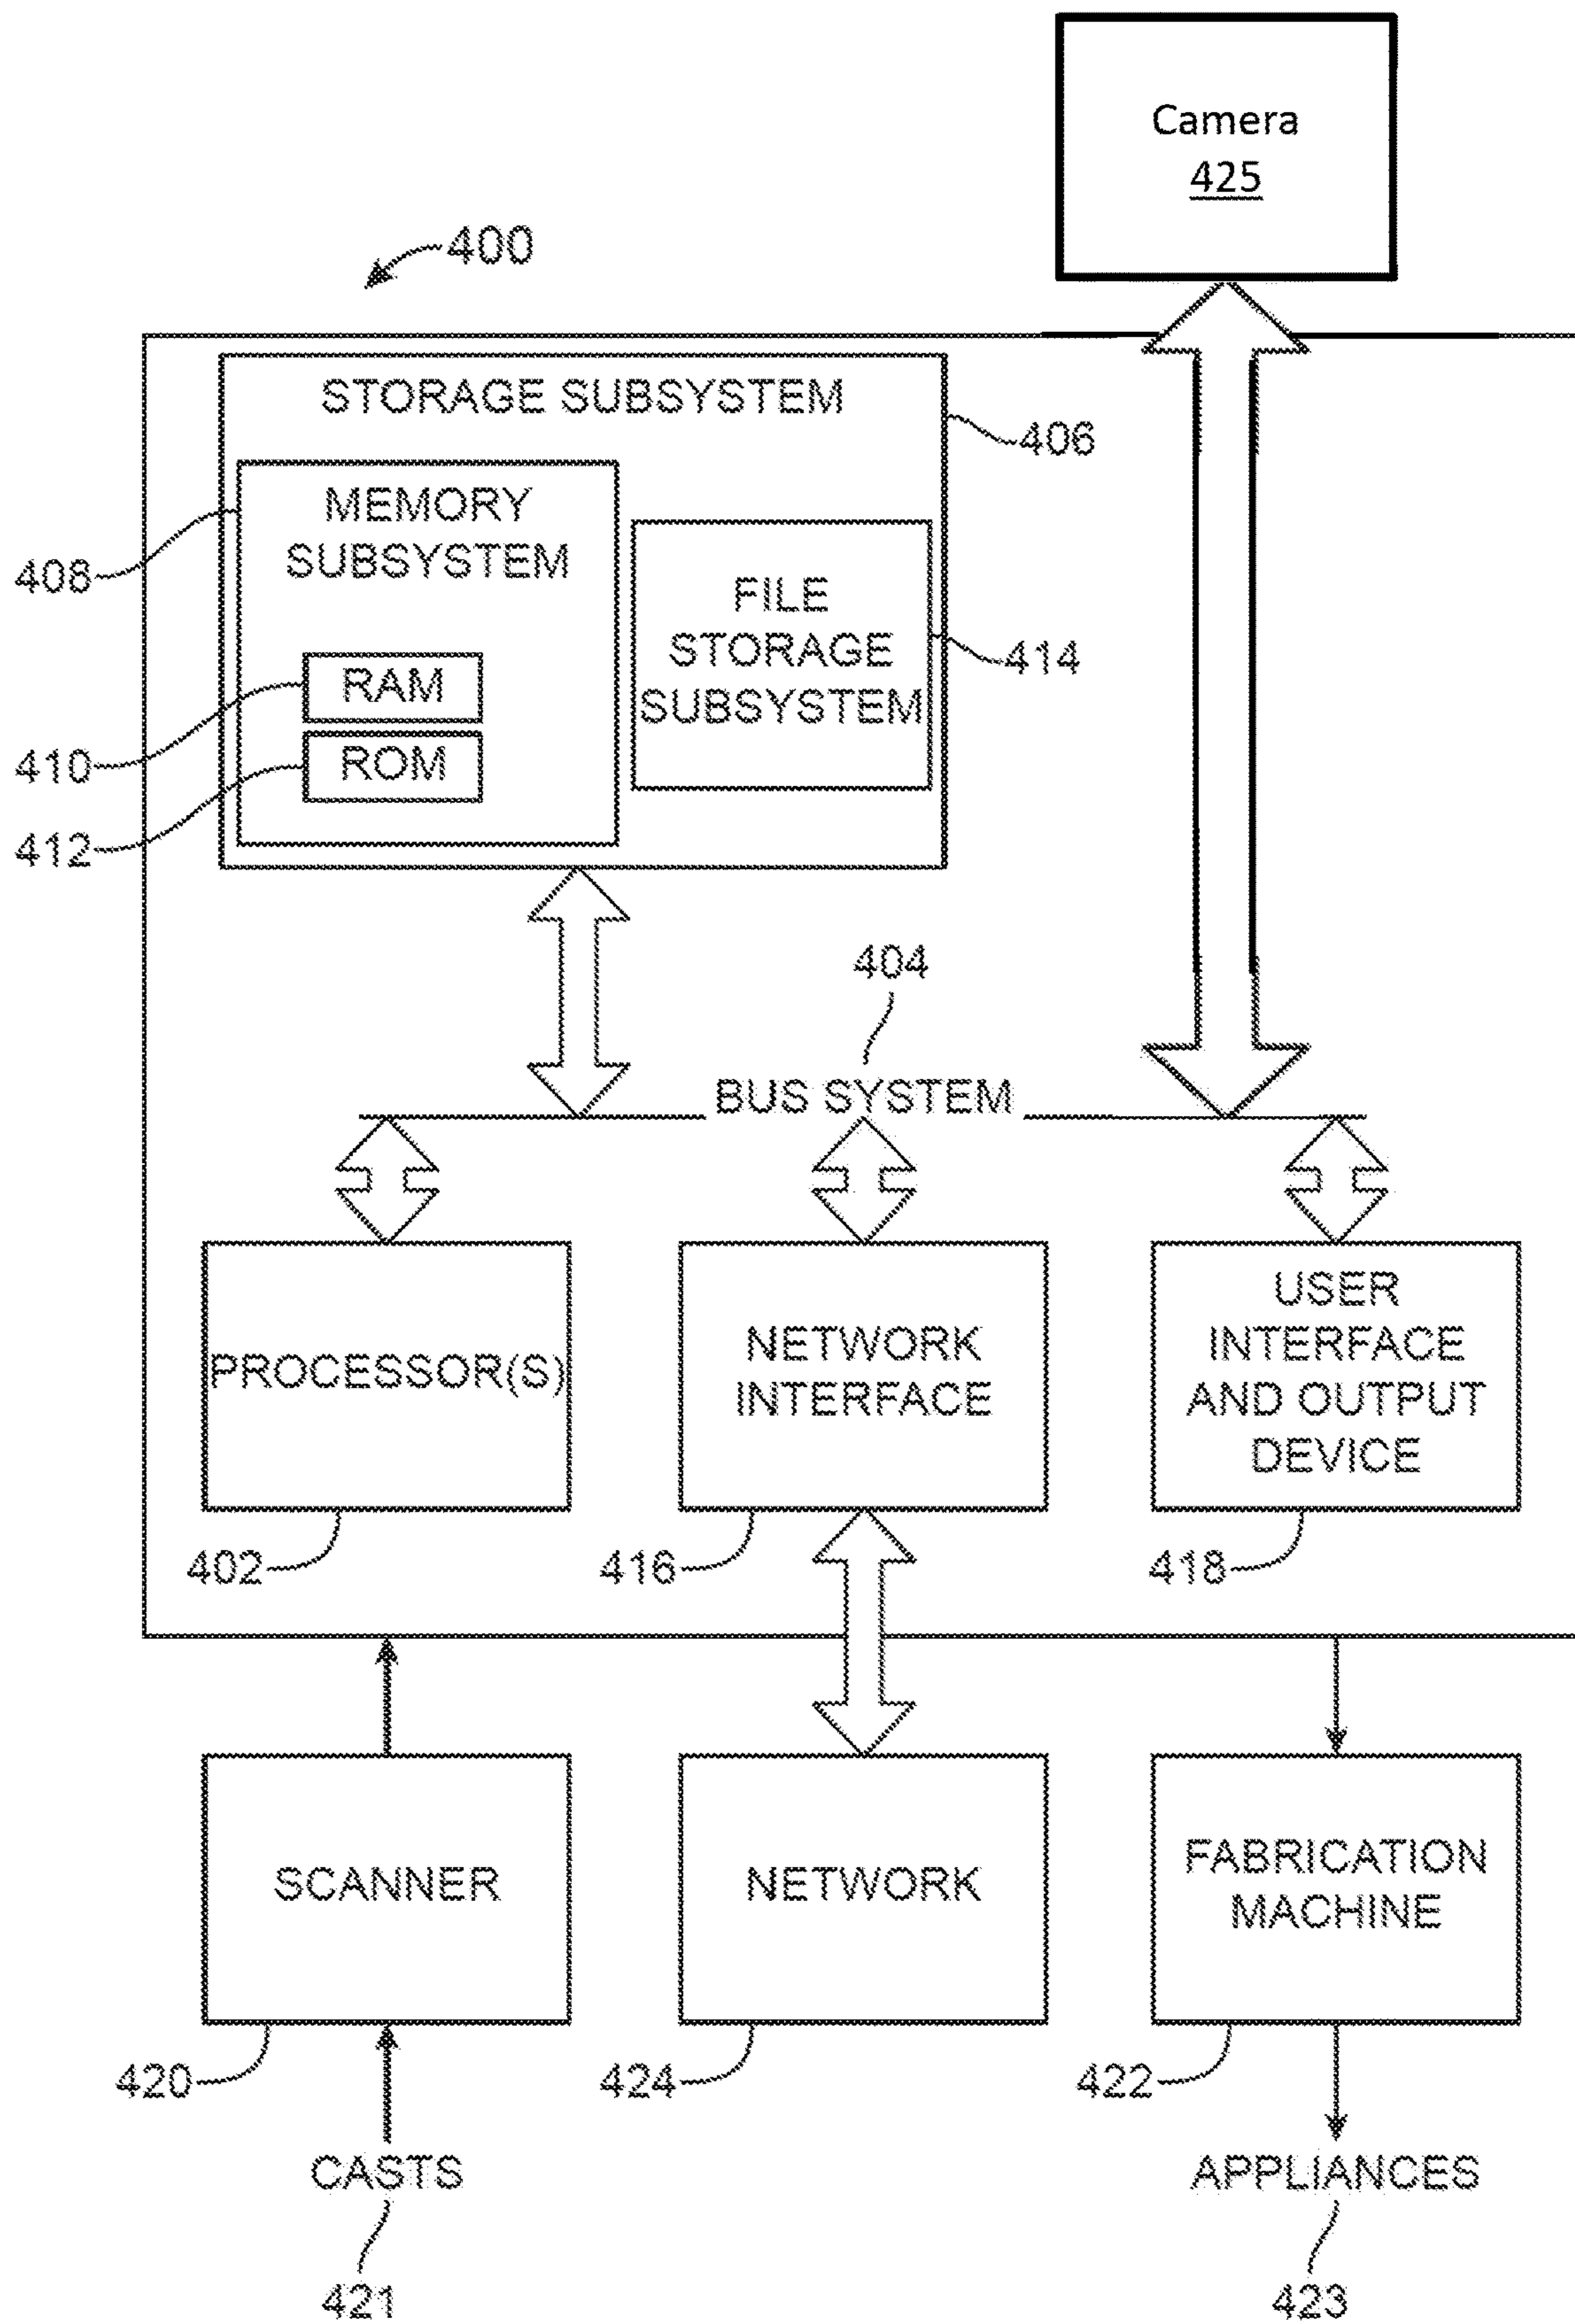 Camera
425
400
STORAGE SUBSYSTEM
406
MEMORY
SUBSYSTEM
408
FILE
STORAGE
SUBSYSTEM
414
RAM
410
ROM
412
404
BUS SYSTEM
PROCESSOR(S)
NETWORK
INTERFACE
USER
INTERFACE
AND OUTPUT
DEVICE
402
416
418
SCANNER
NETWORK
FABRICATION
MACHINE
420
424
422
CASTS
APPLIANCES
421
423